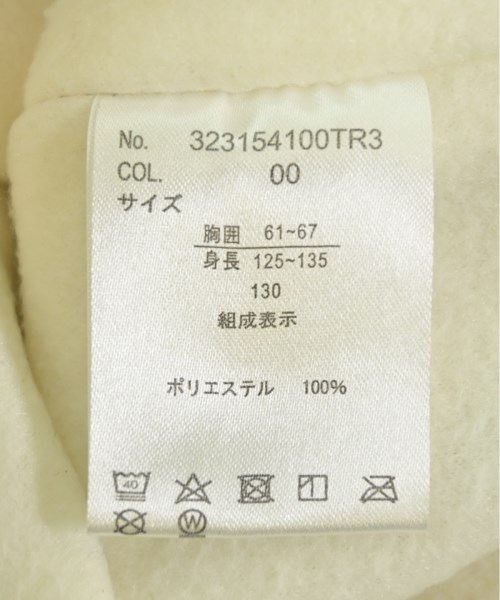 No. 323154100TR3
COL. 00
サイズ
胸囲 61~67
身長 125~135
130
組成表示
ポリエステル 100%
40
W